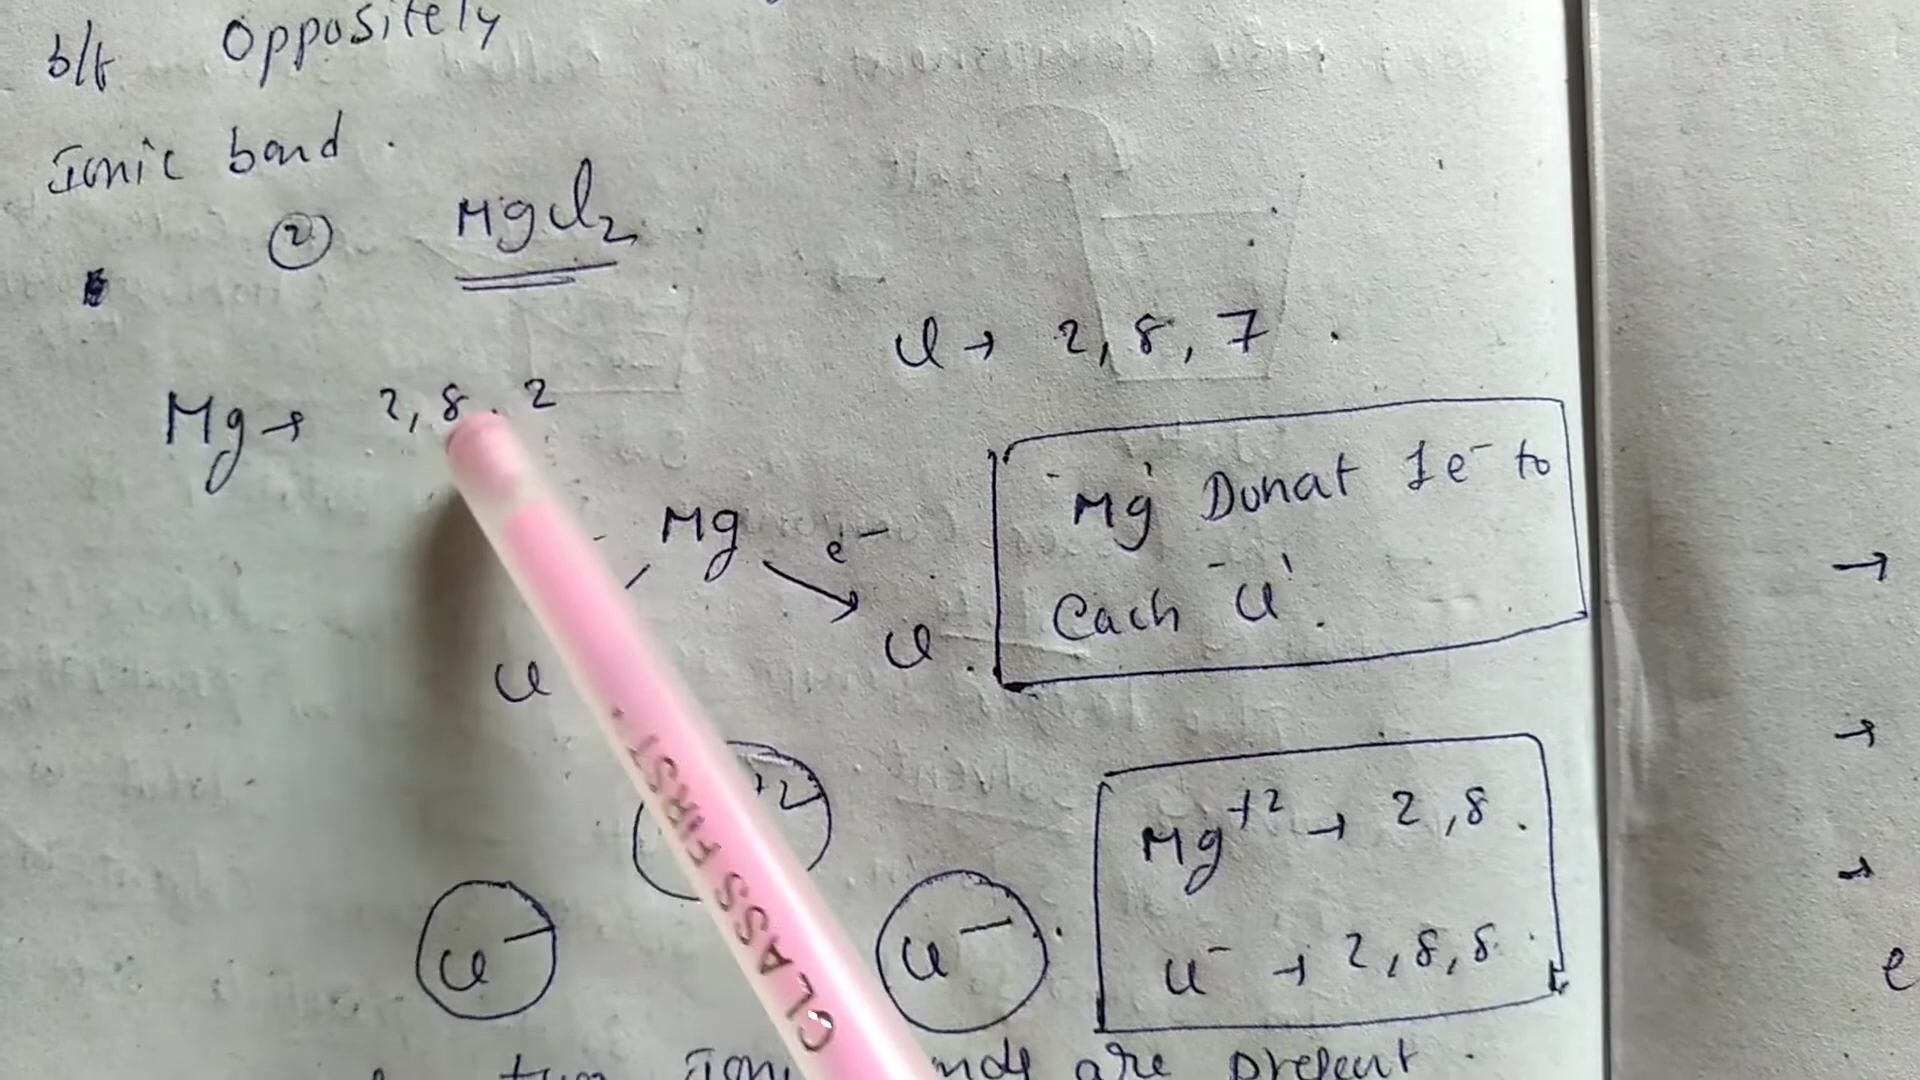 b/t Oppositely
Ionic bond.
② MgCl2
Cl → 2, 8, 7.
Mg → 2, 8, 2
Mg e-
Cl Cl.
"Mg' Donat 1e- to
Each 'Cl'.
+2
Cl- Cl-.
Mg+2 → 2,8.
Cl- → 2,8,8.
are present.
CLASS FIRST
e